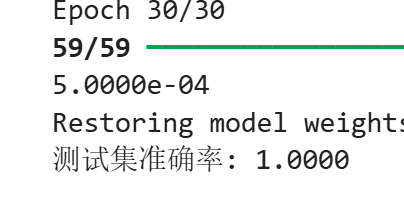 Epoch 30/30
59/59
5.0000e-04
Restoring model weights
测试集准确率: 1.0000